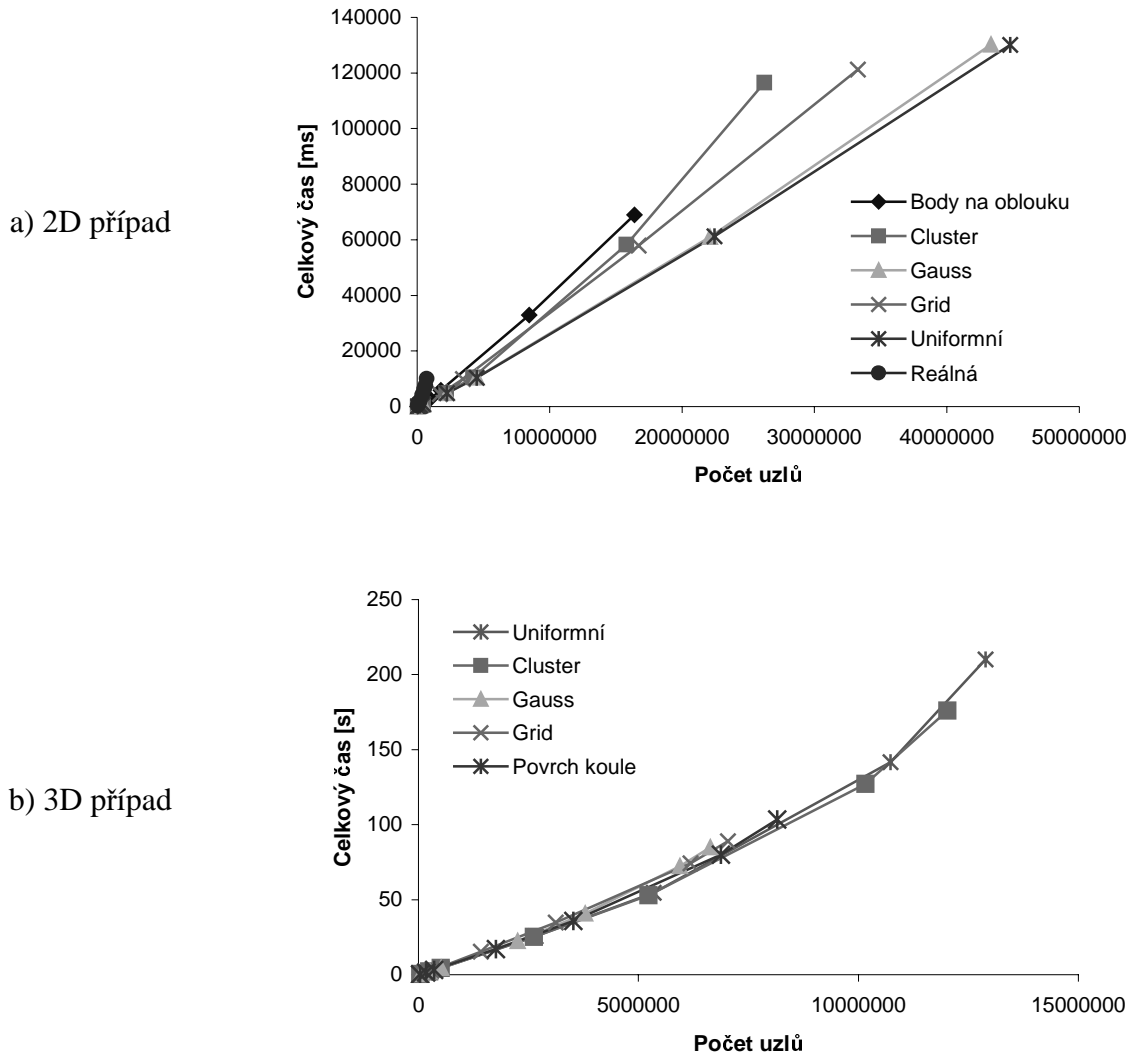 a) 2D případ
Celkový čas [ms]
140000
120000
100000
80000
60000
40000
20000
0
0
10000000
20000000
30000000
40000000
50000000
Počet uzlů
Body na oblouku
Cluster
Gauss
Grid
Uniformní
Reálná
b) 3D případ
Celkový čas [s]
250
200
150
100
50
0
0
5000000
10000000
15000000
Počet uzlů
Uniformní
Cluster
Gauss
Grid
Povrch koule